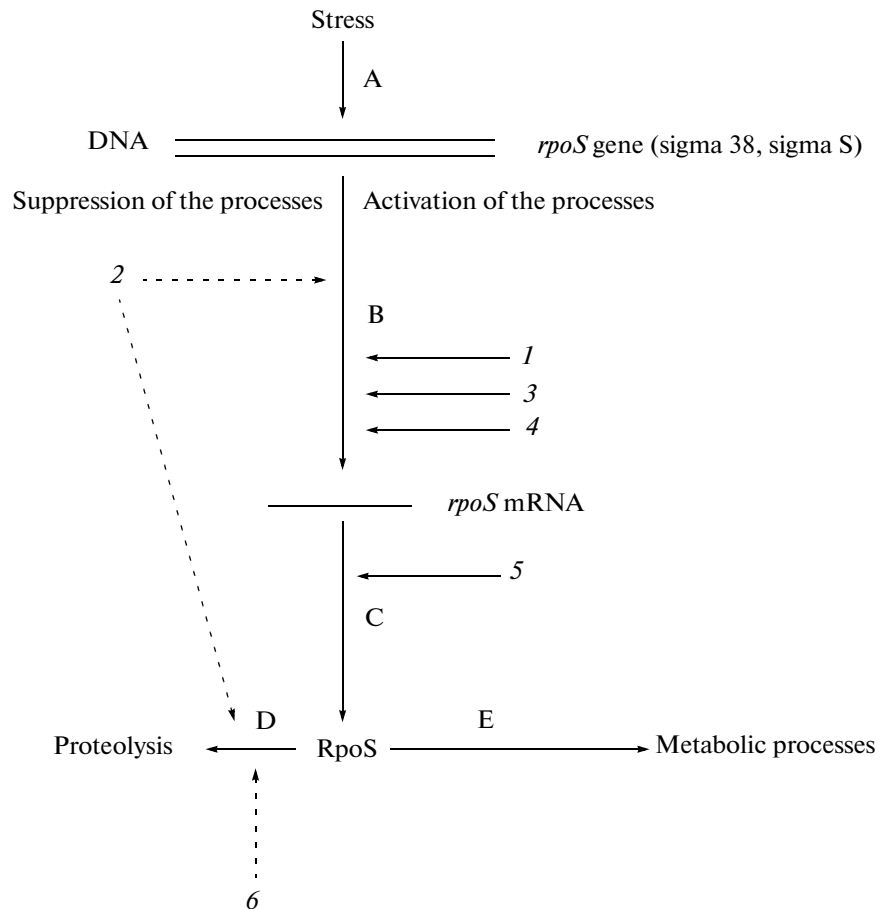 Stress
A
DNA
rpoS gene (sigma 38, sigma S)
Suppression of the processes
Activation of the processes
2
B
1
3
4
rpoS mRNA
5
C
D
E
Proteolysis
RpoS
Metabolic processes
6